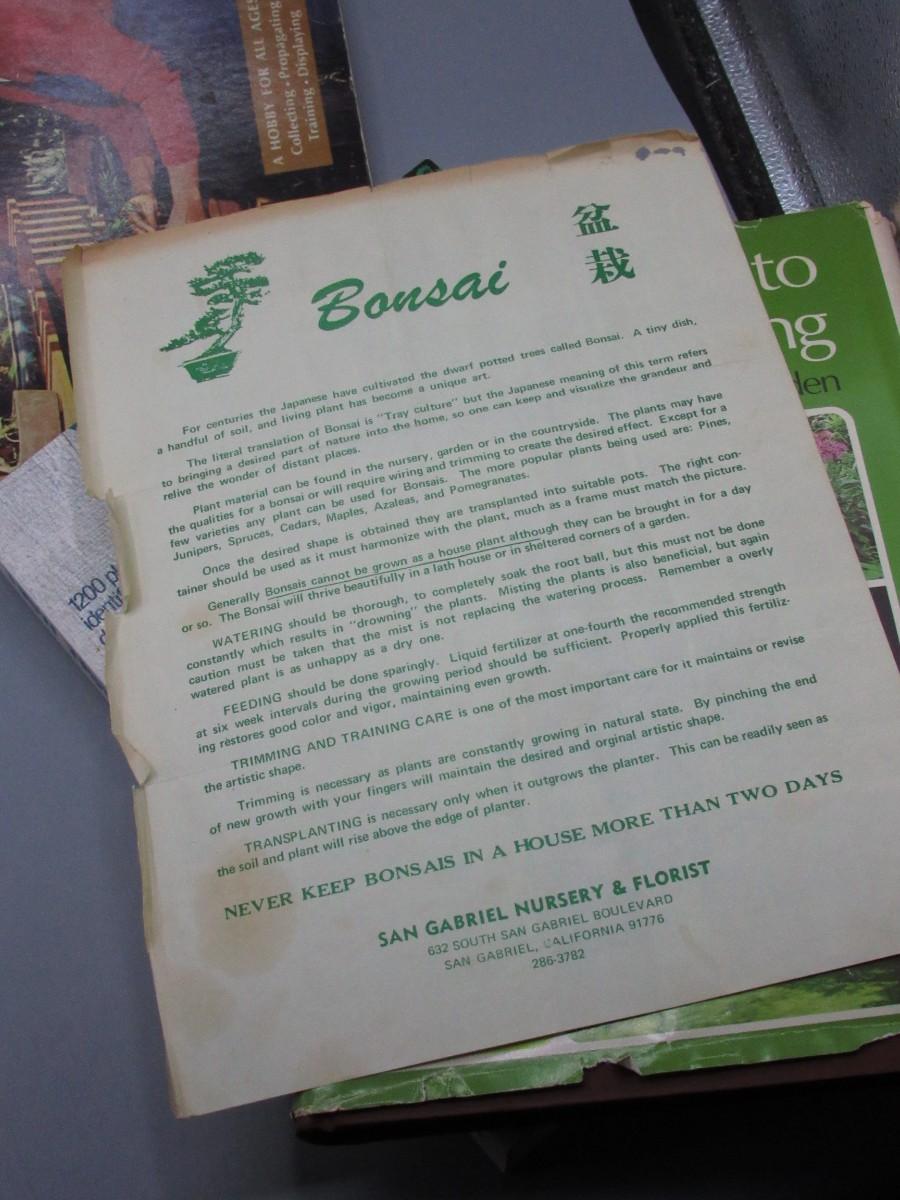 A HOBBY FOR ALL AGES
Collecting • Propagating
Training • Displaying
盆
栽
Bonsai
For centuries the Japanese have cultivated the dwarf potted trees called Bonsai. A tiny dish,
a handful of soil, and living plant has become a unique art.
The literal translation of Bonsai is "Tray culture" but the Japanese meaning of this term refers
to bringing a desired part of nature into the home, so one can keep and visualize the grandeur and
relive the wonder of distant places.
Plant material can be found in the nursery, garden or in the countryside. The plants may have
the qualities for a bonsai or will require wiring and trimming to create the desired effect. Except for a
few varieties any plant can be used for Bonsais. The more popular plants being used are: Pines,
Junipers, Spruces, Cedars, Maples, Azaleas, and Pomegranates.
Once the desired shape is obtained they are transplanted into suitable pots. The right con-
tainer should be used as it must harmonize with the plant, much as a frame must match the picture.
Generally Bonsais cannot be grown as a house plant although they can be brought in for a day
or so. The Bonsai will thrive beautifully in a lath house or in sheltered corners of a garden.
WATERING should be thorough, to completely soak the root ball, but this must not be done
constantly which results in "drowning" the plants. Misting the plants is also beneficial, but again
caution must be taken that the mist is not replacing the watering process. Remember a overly
watered plant is as unhappy as a dry one.
FEEDING should be done sparingly. Liquid fertilizer at one-fourth the recommended strength
at six week intervals during the growing period should be sufficient. Properly applied this fertiliz-
ing restores good color and vigor, maintaining even growth.
TRIMMING AND TRAINING CARE is one of the most important care for it maintains or revise
the artistic shape.
Trimming is necessary as plants are constantly growing in natural state. By pinching the end
of new growth with your fingers will maintain the desired and orginal artistic shape.
TRANSPLANTING is necessary only when it outgrows the planter. This can be readily seen as
the soil and plant will rise above the edge of planter.
NEVER KEEP BONSAIS IN A HOUSE MORE THAN TWO DAYS
SAN GABRIEL NURSERY & FLORIST
632 SOUTH SAN GABRIEL BOULEVARD
SAN GABRIEL, CALIFORNIA 91776
286-3782
to
ng
den
1200 pl
identif